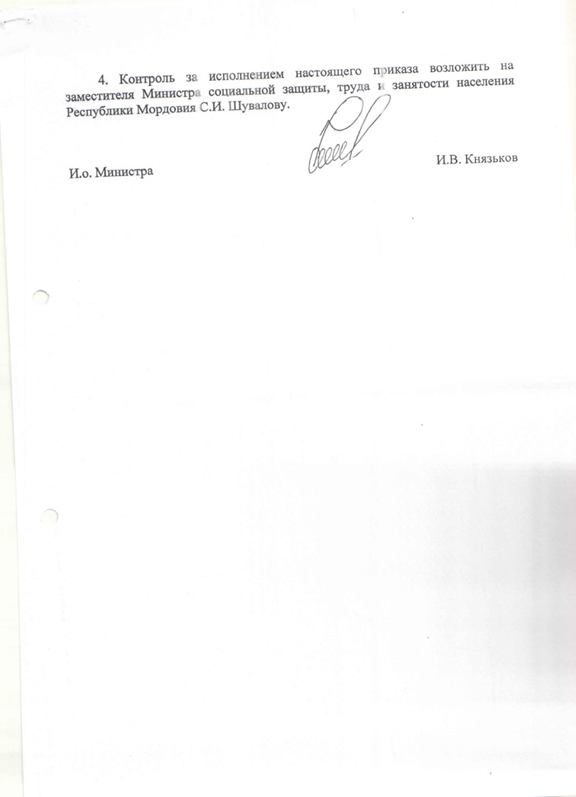 4. Контроль за исполнением настоящего приказа возложить на
заместителя Министра социальной защиты, труда и занятости населения
Республики Мордовия С.И. Шувалову.
И.о. Министра
И.В. Князьков